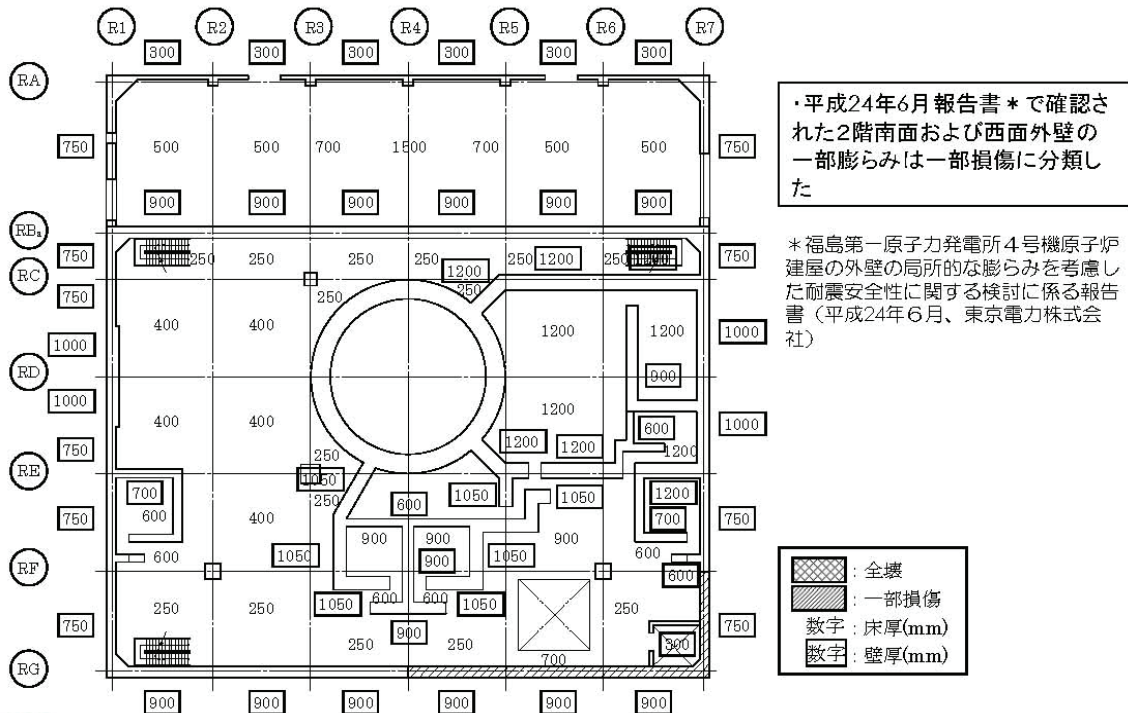 R1 R2 R3 R4 R5 R6 R7
300 300 300 300 300 300
RA
・平成24年6月報告書＊で確認さ
れた2階南面および西面外壁の
一部膨らみは一部損傷に分類し
た
750 500 500 700 1500 700 500 500 750
900 900 900 900 900 900
RBa
750 250 250 250 250 250 250 1200 750
1200
RC
＊福島第一原子力発電所４号機原子炉
建屋の外壁の局所的な膨らみを考慮し
た耐震安全性に関する検討に係る報告
書（平成24年６月、東京電力株式会
社）
750 250 250
400 400 1200 1200 1000
1000
RD
900
1000
400 400 1200 600 1000
750 250 1200 1200 1200
RE
1050
700 250 600 1050 1050 1200
750 600 400 700 750
900 900 900
600 1050 900 1050 600
RF
600
250 250 1050 600 600 1050 250
750 900 750
250 250 300
700
RG
900 900 900 900 900 900
：全壊
：一部損傷
数字：床厚(mm)
数字：壁厚(mm)